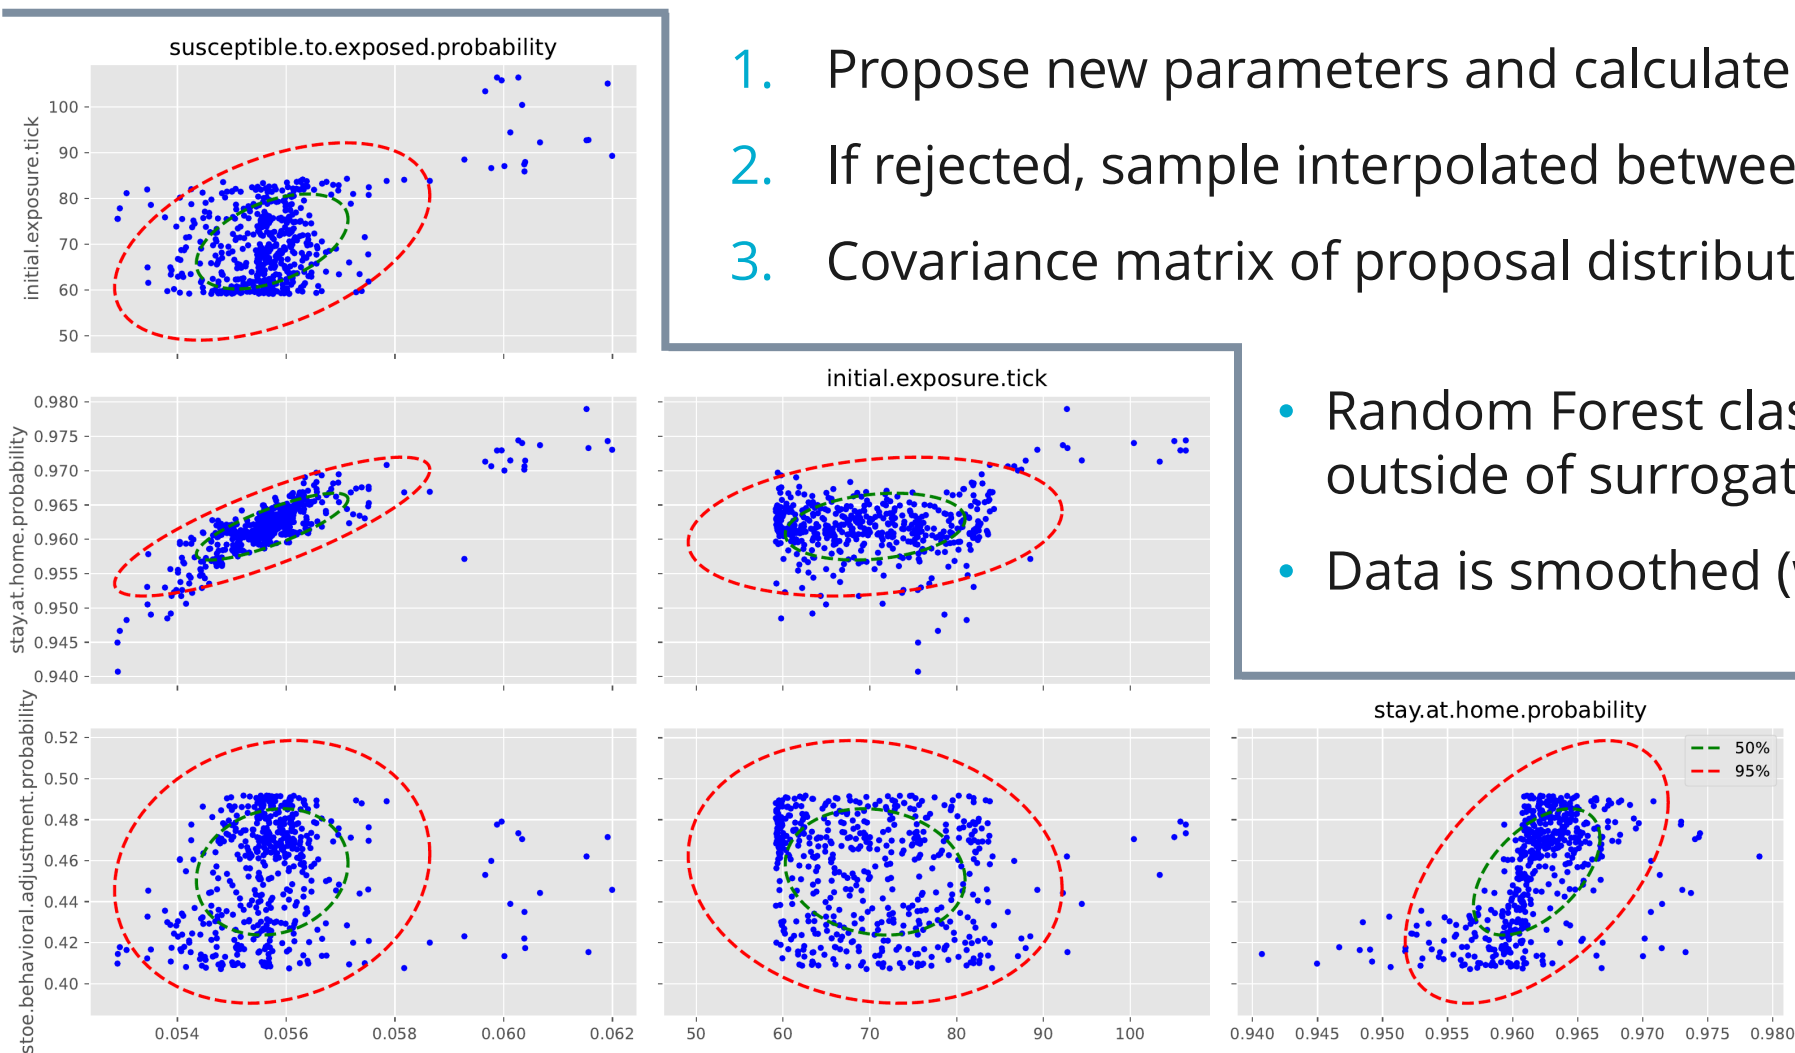 susceptible.to.exposed.probability
100
90
80
70
60
50
initial.exposure.tick
1. Propose new parameters and calculate
2. If rejected, sample interpolated betwee
3. Covariance matrix of proposal distribut
initial.exposure.tick
0.980
0.975
0.970
0.965
0.960
0.955
0.950
0.945
0.940
stay.at.home.probability
• Random Forest clas
outside of surrogat
• Data is smoothed (
stay.at.home.probability
50%
95%
0.52
0.50
0.48
0.46
0.44
0.42
0.40
stoe.behavioral.adjustment.probability
0.054 0.056 0.058 0.060 0.062
50 60 70 80 90 100
0.940 0.945 0.950 0.955 0.960 0.965 0.970 0.975 0.980